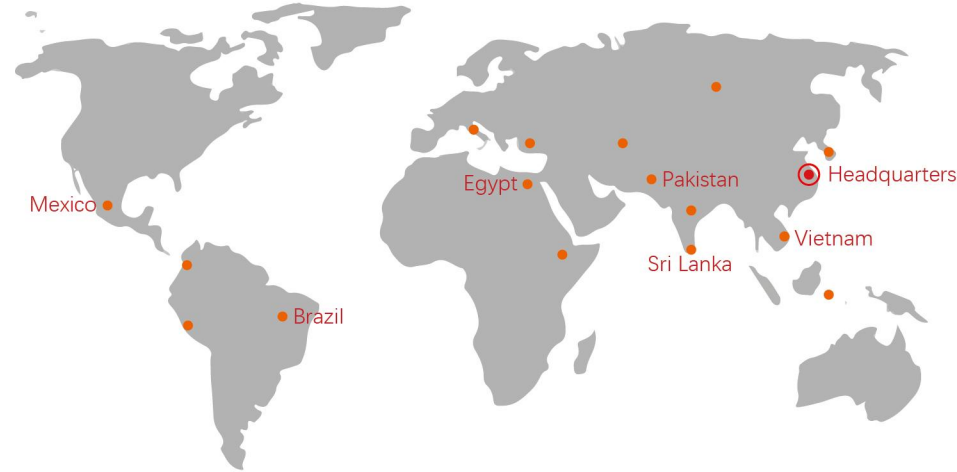 Egypt
Pakistan
Headquarters
Mexico
Vietnam
Sri Lanka
Brazil